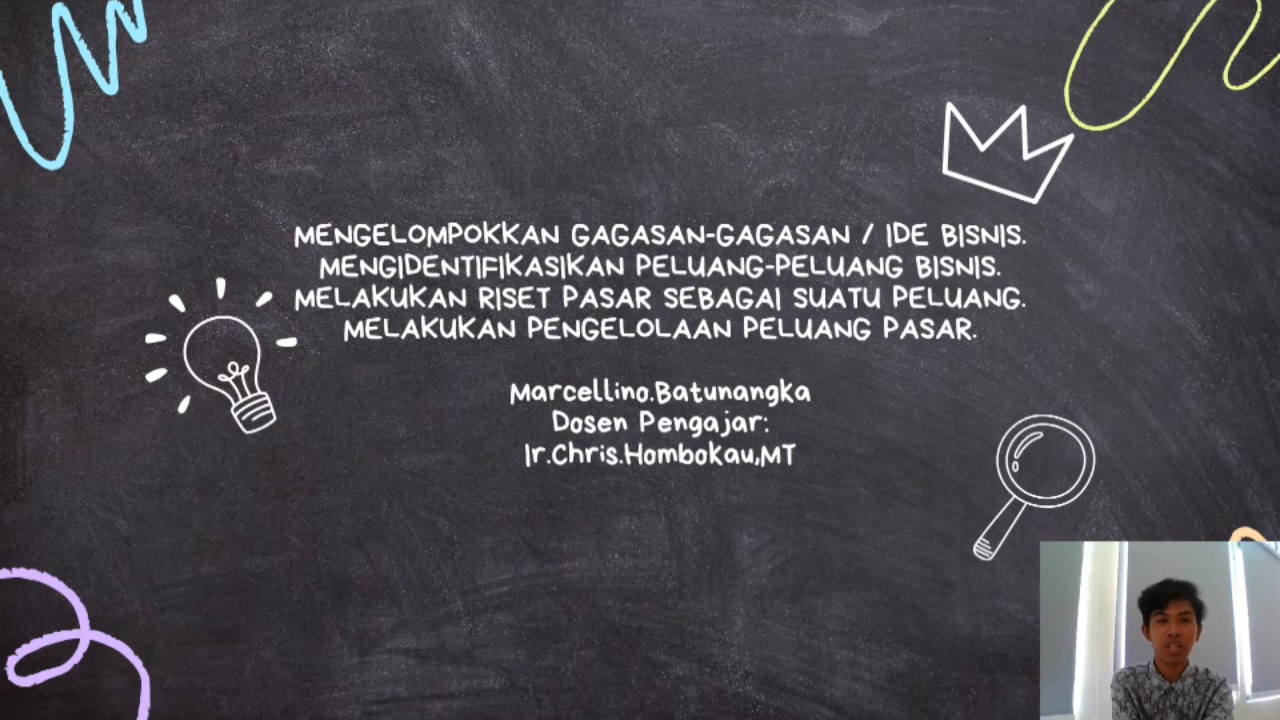 MENGELOMPOKKAN GAGASAN-GAGASAN / IDE BISNIS.
MENGIDENTIFIKASIKAN PELUANG-PELUANG BISNIS.
MELAKUKAN RISET PASAR SEBAGAI SUATU PELUANG.
MELAKUKAN PENGELOLAAN PELUANG PASAR.
Marcellino.Batunangka
Dosen Pengajar:
Ir.Chris.Hombokau,MT